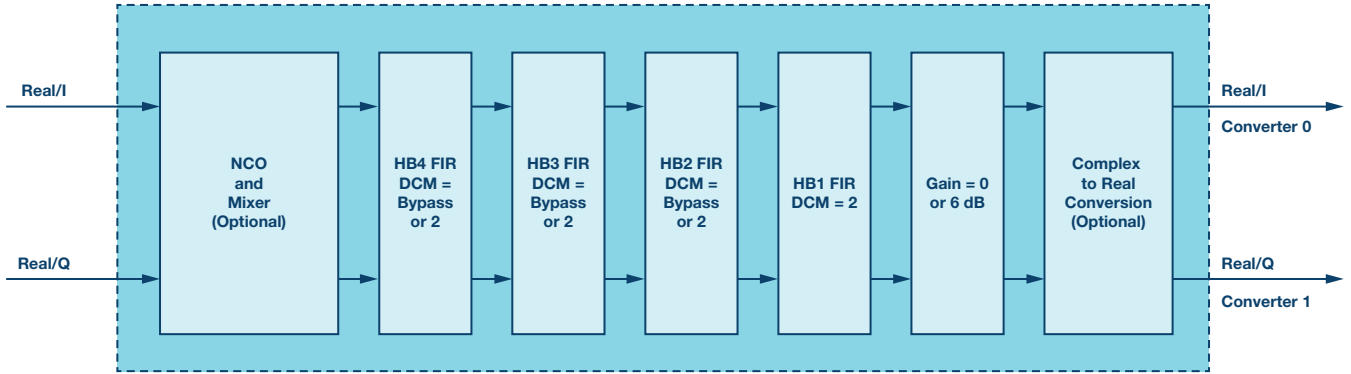 Real/I
Real/Q
NCO
and
Mixer
(Optional)
HB4 FIR
DCM =
Bypass
or 2
HB3 FIR
DCM =
Bypass
or 2
HB2 FIR
DCM =
Bypass
or 2
HB1 FIR
DCM = 2
Gain = 0
or 6 dB
Complex
to Real
Conversion
(Optional)
Real/I
Converter 0
Real/Q
Converter 1